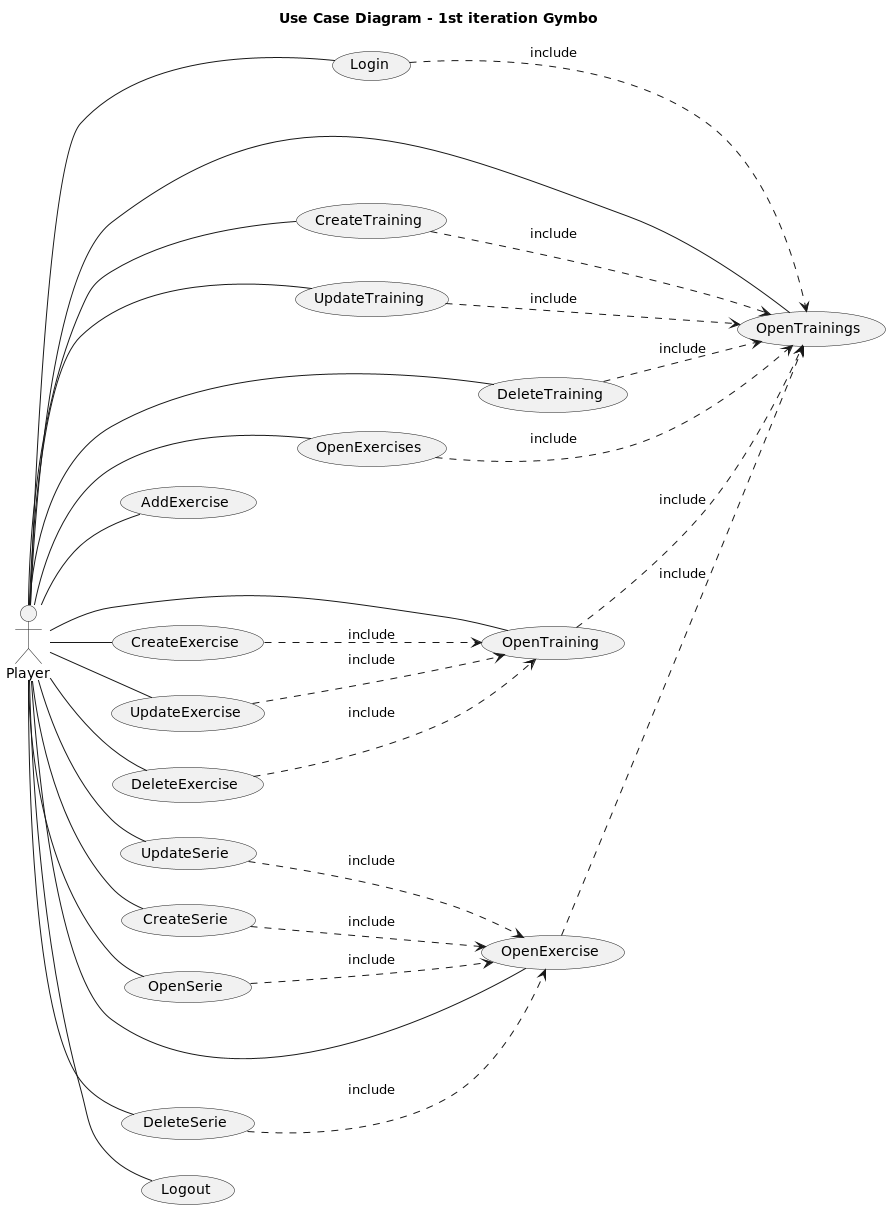 Use Case Diagram - 1st iteration Gymbo
Login
include
CreateTraining
include
UpdateTraining
include
OpenTrainings
include
DeleteTraining
include
OpenExercises
AddExercise
include
include
Player
CreateExercise
include
OpenTraining
include
UpdateExercise
include
DeleteExercise
UpdateSerie
include
CreateSerie
include
OpenExercise
include
OpenSerie
include
DeleteSerie
Logout